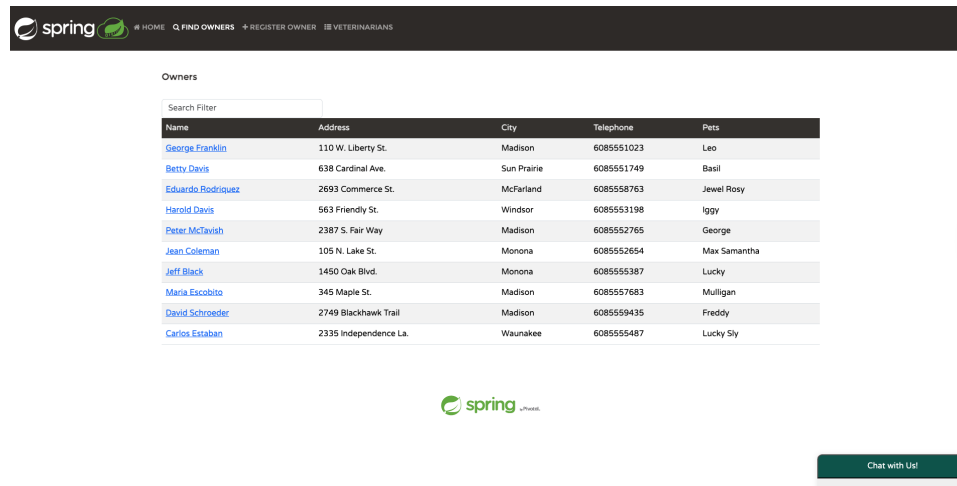 spring HOME FIND OWNERS REGISTER OWNER VETERINARIANS
Owners
Search Filter
Name Address City Telephone Pets
George Franklin 110 W. Liberty St. Madison 6085551023 Leo
Betty Davis 638 Cardinal Ave. Sun Prairie 6085551749 Basil
Eduardo Rodriquez 2693 Commerce St. McFarland 6085558763 Jewel Rosy
Harold Davis 563 Friendly St. Windsor 6085553198 Iggy
Peter McTavish 2387 S. Fair Way Madison 6085552765 George
Jean Coleman 105 N. Lake St. Monona 6085552654 Max Samantha
Jeff Black 1450 Oak Blvd. Monona 6085555387 Lucky
Maria Escobito 345 Maple St. Madison 6085557683 Mulligan
David Schroeder 2749 Blackhawk Trail Madison 6085559435 Freddy
Carlos Estaban 2335 Independence La. Waunakee 6085555487 Lucky Sly
spring by Pivotal.
Chat with Us!